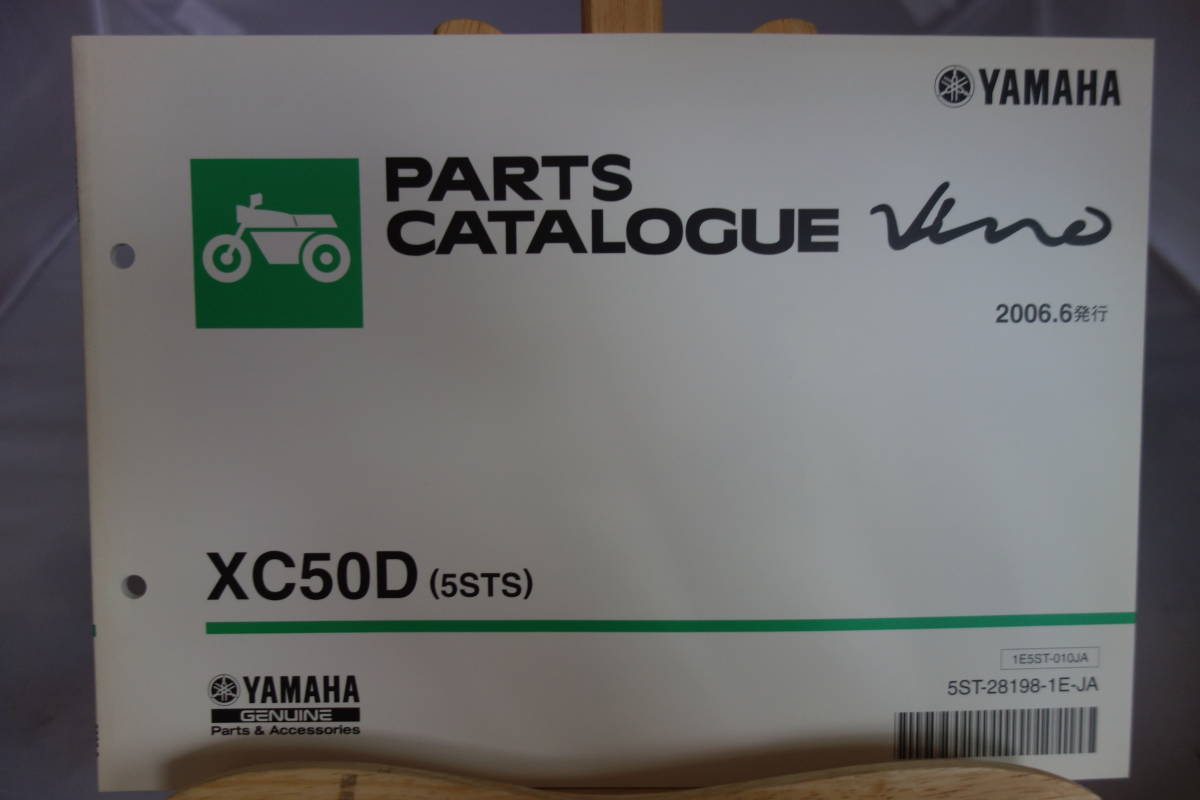 YAMAHA
PARTS
CATALOGUE Vino
2006.6発行
XC50D (5STS)
1E5ST-010JA
5ST-28198-1E-JA
YAMAHA
GENUINE
Parts & Accessories